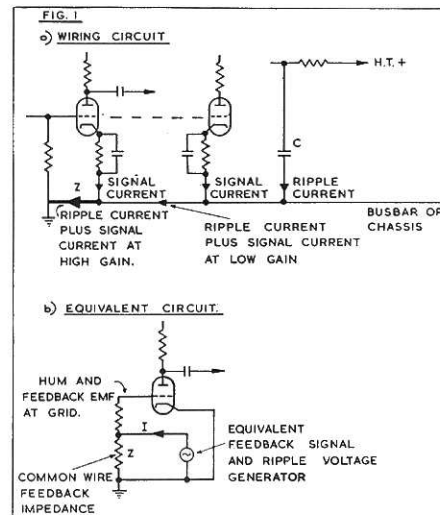 FIG. 1
a) WIRING CIRCUIT
H.T. +
C
Z
SIGNAL
CURRENT
SIGNAL
CURRENT
RIPPLE
CURRENT
RIPPLE CURRENT
PLUS SIGNAL
CURRENT AT
HIGH GAIN.
RIPPLE CURRENT
PLUS SIGNAL CURRENT
AT LOW GAIN
BUSBAR OR
CHASSIS
b) EQUIVALENT CIRCUIT.
HUM AND
FEEDBACK EMF
AT GRID.
I
Z
COMMON WIRE
FEEDBACK
IMPEDANCE
EQUIVALENT
FEEDBACK SIGNAL
AND RIPPLE VOLTAGE
GENERATOR